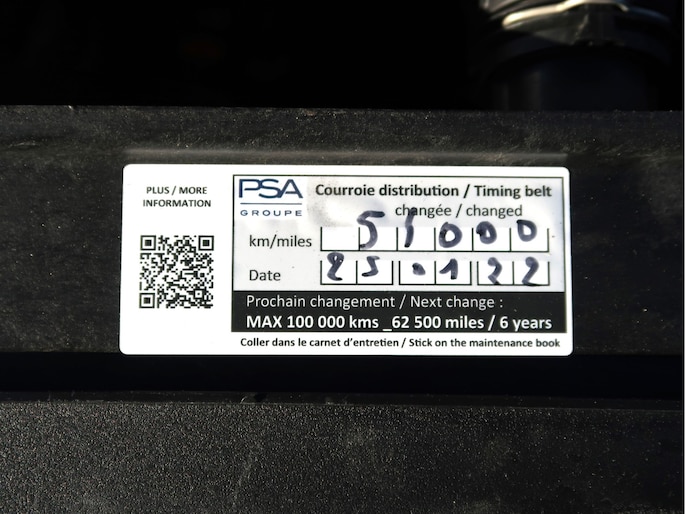 PLUS / MORE
INFORMATION
PSA
GROUPE
Courroie distribution / Timing belt
changée / changed
km/miles 51000
Date 25.0122
Prochain changement / Next change :
MAX 100 000 kms _62 500 miles / 6 years
Coller dans le carnet d'entretien / Stick on the maintenance book